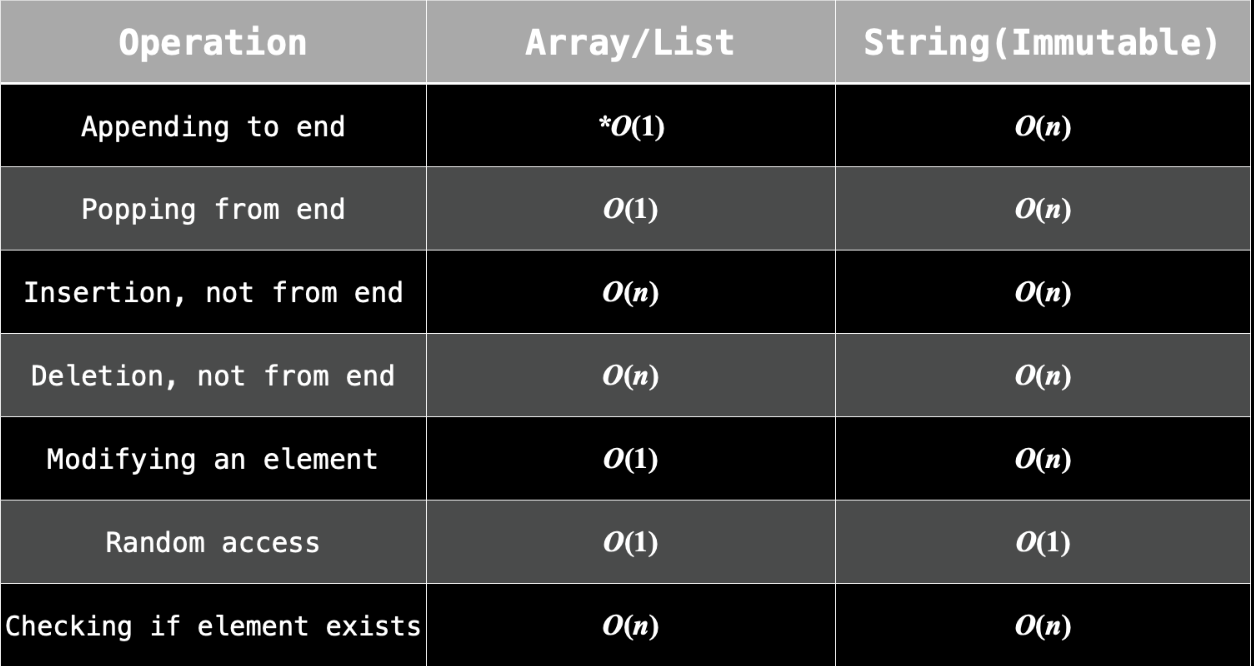 Operation Array/List String(Immutable)
Appending to end *O(1) O(n)
Popping from end O(1) O(n)
Insertion, not from end O(n) O(n)
Deletion, not from end O(n) O(n)
Modifying an element O(1) O(n)
Random access O(1) O(1)
Checking if element exists O(n) O(n)